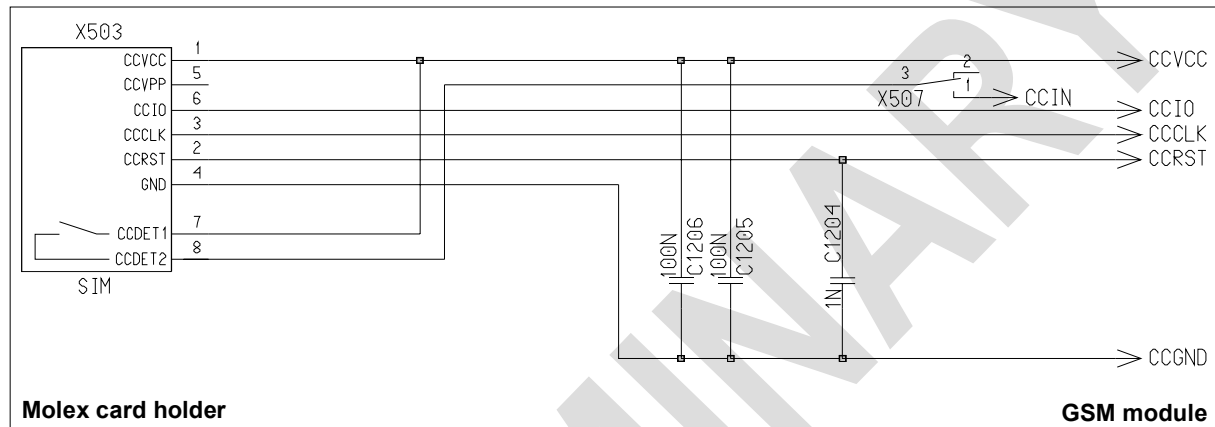 X503
CCVCC 1
CCVPP 5
CCIO 6
CCCLK 3
CCRST 2
GND 4
CCDET1 7
CCDET2 8
SIM
3
2
1
X507
CCIN
CCVCC
CCIO
CCCLK
CCRST
100N
C1206
100N
C1205
1N
C1204
CCGND
Molex card holder
GSM module
MINARY